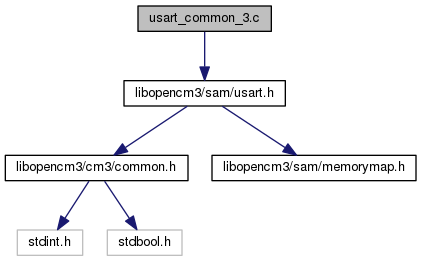 usart_common_3.c
libopencm3/sam/usart.h
libopencm3/cm3/common.h
libopencm3/sam/memorymap.h
stdint.h
stdbool.h